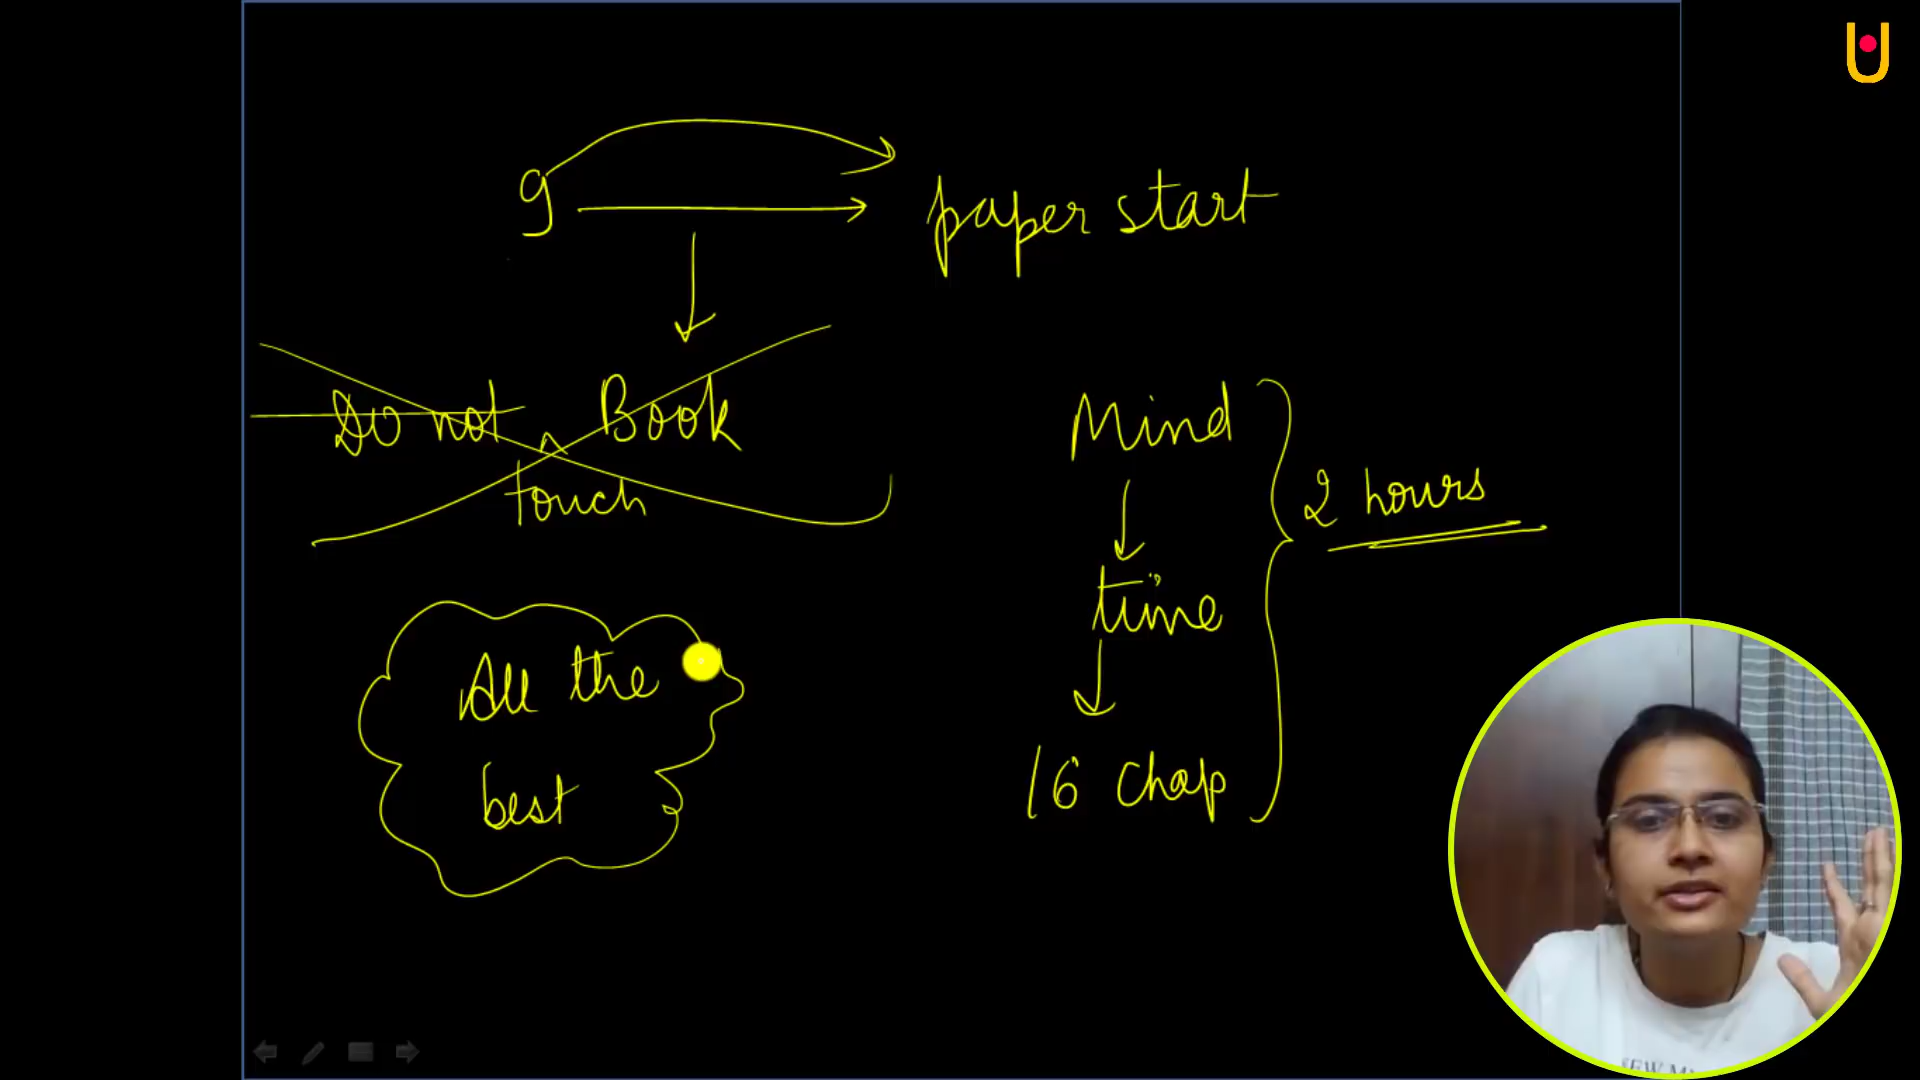 9 paper start
Do not Book
touch
Mind
2 hours
time
All the
best
16 Chap